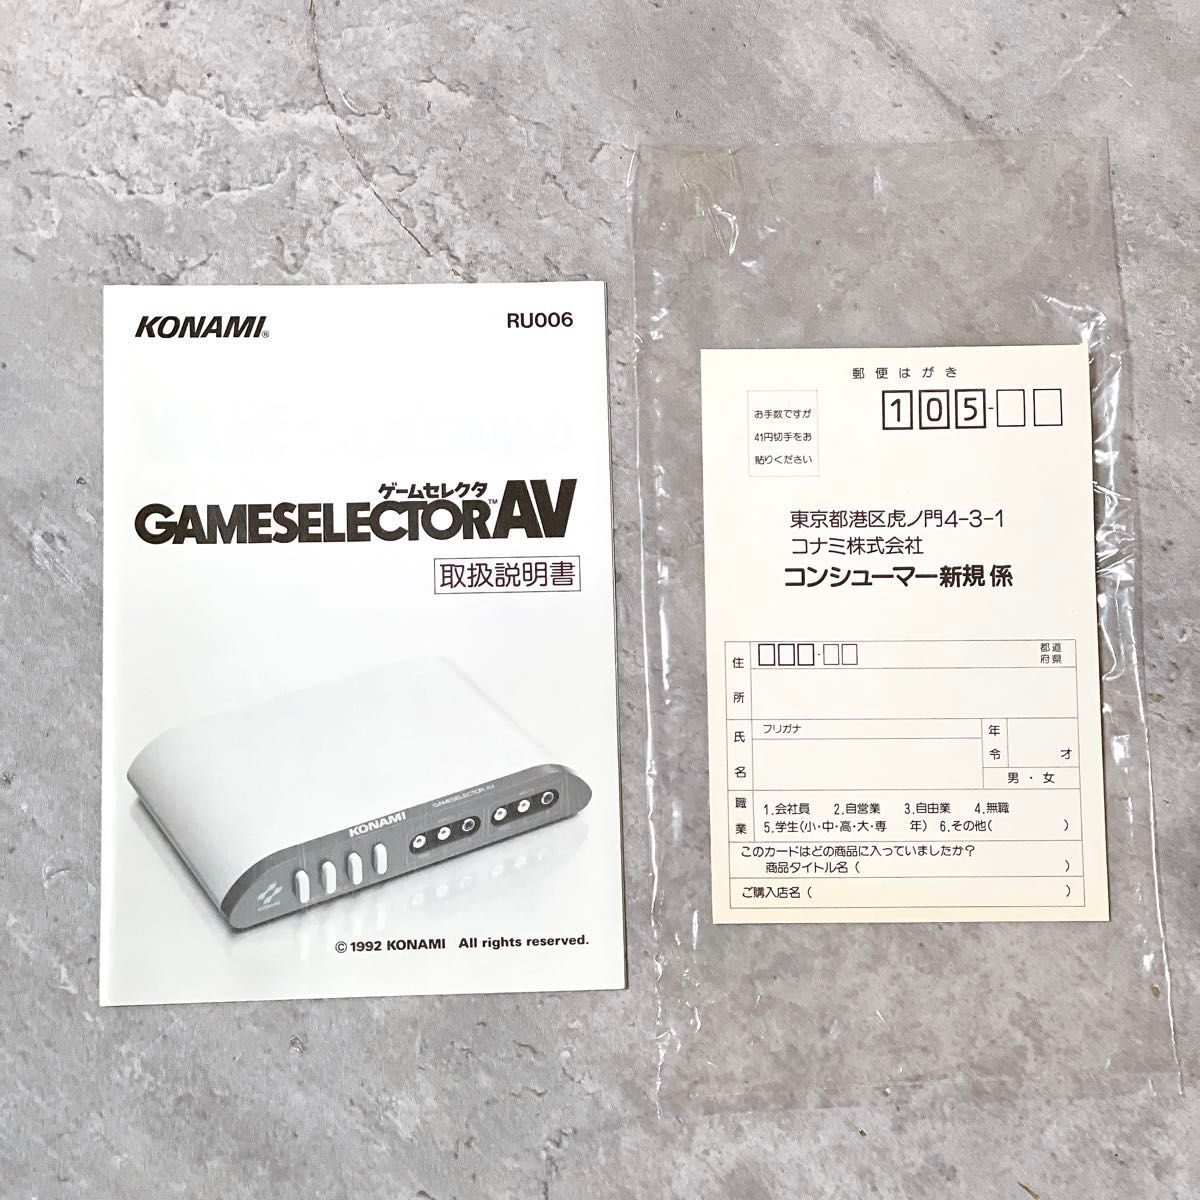 KONAMI®
RU006
ゲームセレクタ
GAMESELECTOR™AV
取扱説明書
GAMESELECTOR AV
KONAMI
KONAMI
© 1992 KONAMI All rights reserved.
郵便はがき
お手数ですが
41円切手をお
貼りください
105-
東京都港区虎ノ門4-3-1
コナミ株式会社
コンシューマー新規係
住所
都道
府県
氏名
フリガナ
年令
才
男・女
職業
1.会社員 2.自営業 3.自由業 4.無職
5.学生(小・中・高・大・専 年) 6.その他( )
このカードはどの商品に入っていましたか?
商品タイトル名( )
ご購入店名( )